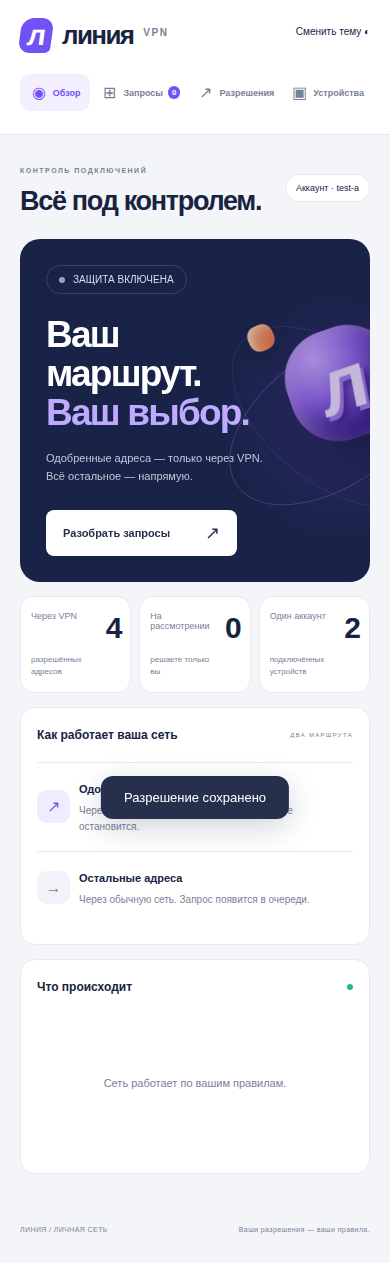 Л линия VPN
Сменить тему
Обзор Запросы 0 Разрешения Устройства
КОНТРОЛЬ ПОДКЛЮЧЕНИЙ
Всё под контролем.
Аккаунт · test-a
ЗАЩИТА ВКЛЮЧЕНА
Ваш
маршрут.
Ваш выбор.
Л
Одобренные адреса — только через VPN.
Всё остальное — напрямую.
Разобрать запросы ↗
Через VPN
4
разрешённых
адресов
На
рассмотрении
0
решаете только
вы
Один аккаунт
2
подключённых
устройств
Как работает ваша сеть
ДВА МАРШРУТА
Разрешение сохранено
остановится.
Остальные адреса
Через обычную сеть. Запрос появится в очереди.
Что происходит
Сеть работает по вашим правилам.
ЛИНИЯ / ЛИЧНАЯ СЕТЬ
Ваши разрешения — ваши правила.